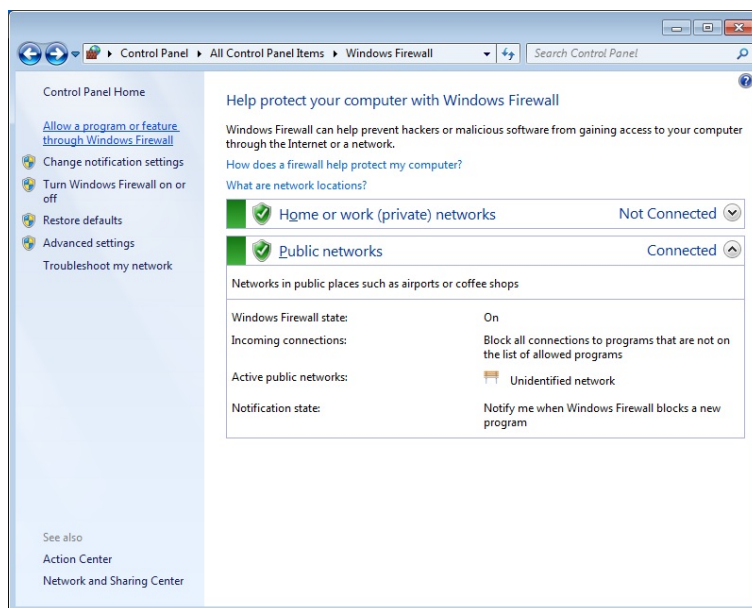 Control Panel ▸ All Control Panel Items ▸ Windows Firewall
Search Control Panel
Control Panel Home
Allow a program or feature
through Windows Firewall
Change notification settings
Turn Windows Firewall on or
off
Restore defaults
Advanced settings
Troubleshoot my network
See also
Action Center
Network and Sharing Center
Help protect your computer with Windows Firewall
Windows Firewall can help prevent hackers or malicious software from gaining access to your computer
through the Internet or a network.
How does a firewall help protect my computer?
What are network locations?
Home or work (private) networks Not Connected
Public networks Connected
Networks in public places such as airports or coffee shops
Windows Firewall state: On
Incoming connections: Block all connections to programs that are not on
the list of allowed programs
Active public networks: Unidentified network
Notification state: Notify me when Windows Firewall blocks a new
program